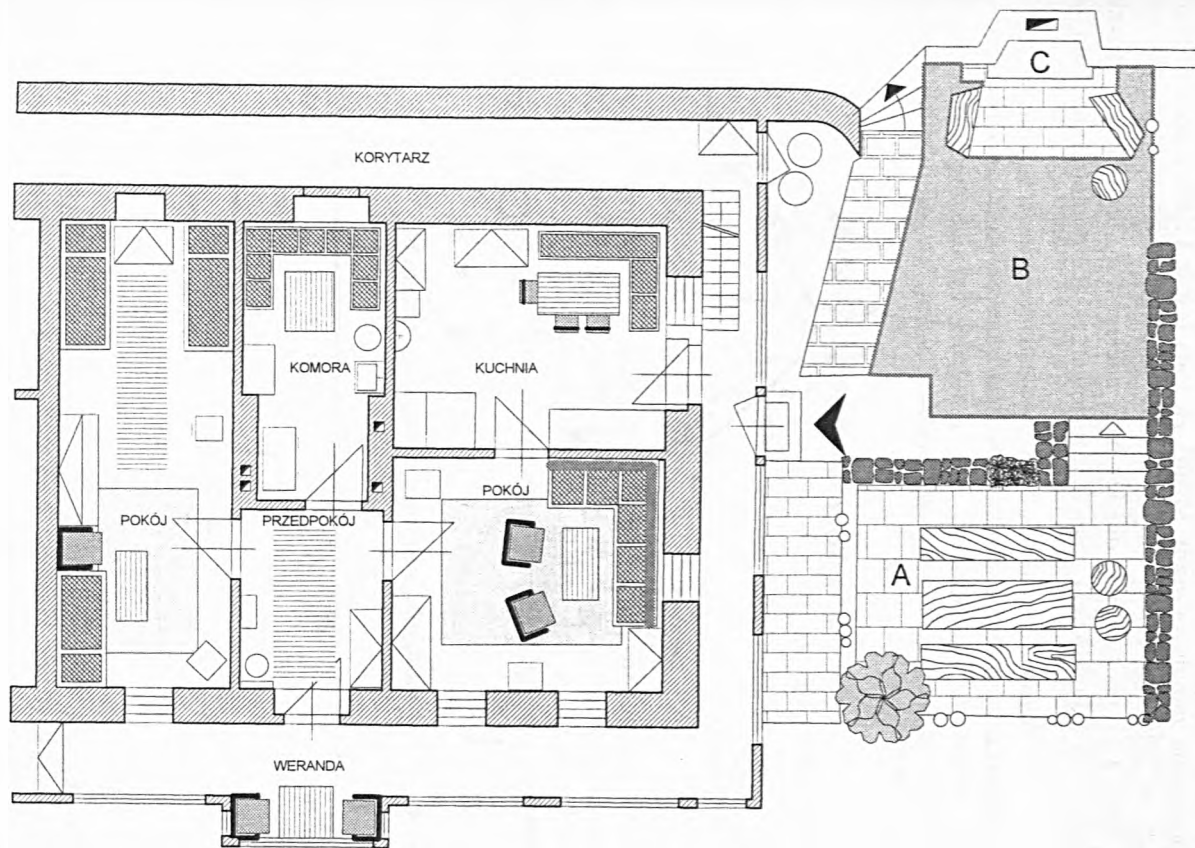 C
KORYTARZ
B
KOMORA
KUCHNIA
POKÓJ
PRZEDPOKÓJ
POKÓJ
A
WERANDA